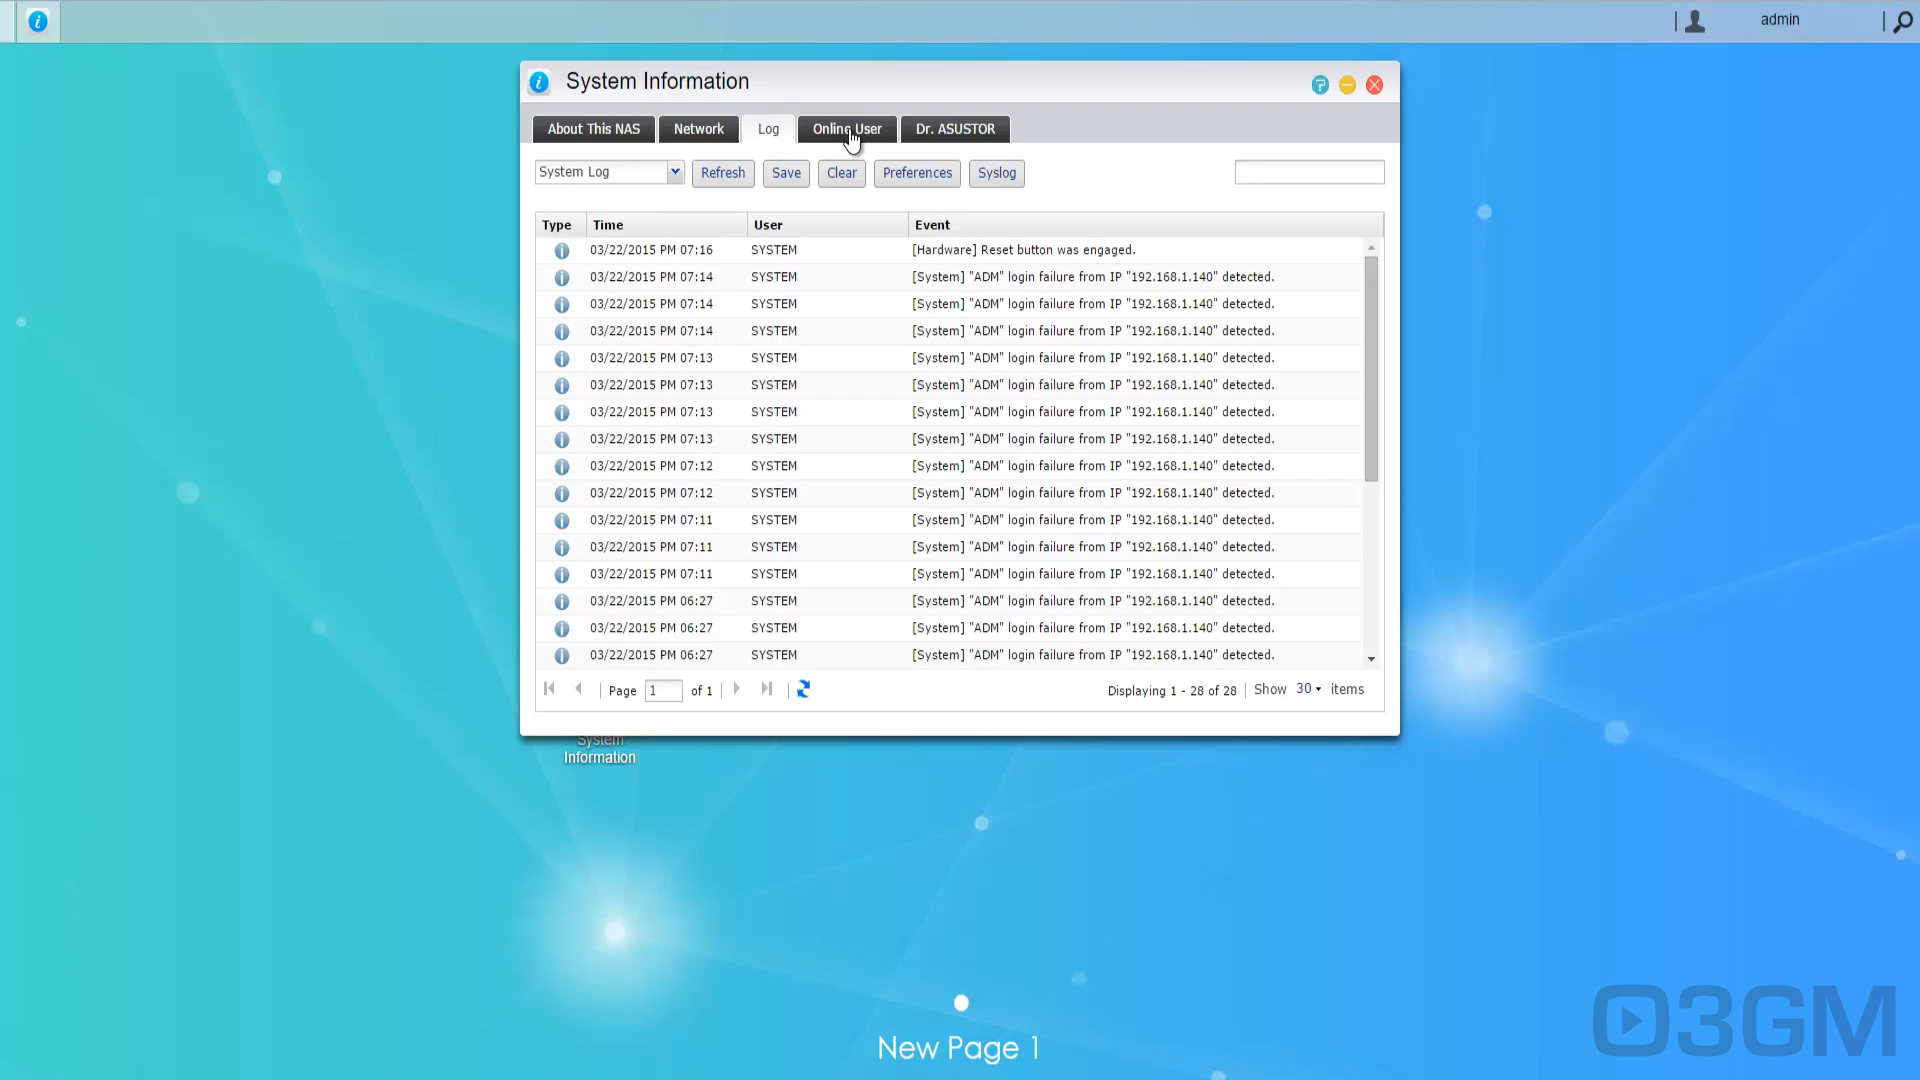 admin
System Information
About This NAS Network Log Online User Dr. ASUSTOR
System Log Refresh Save Clear Preferences Syslog
Type Time User Event
03/22/2015 PM 07:16 SYSTEM [Hardware] Reset button was engaged.
03/22/2015 PM 07:14 SYSTEM [System] "ADM" login failure from IP "192.168.1.140" detected.
03/22/2015 PM 07:14 SYSTEM [System] "ADM" login failure from IP "192.168.1.140" detected.
03/22/2015 PM 07:14 SYSTEM [System] "ADM" login failure from IP "192.168.1.140" detected.
03/22/2015 PM 07:13 SYSTEM [System] "ADM" login failure from IP "192.168.1.140" detected.
03/22/2015 PM 07:13 SYSTEM [System] "ADM" login failure from IP "192.168.1.140" detected.
03/22/2015 PM 07:13 SYSTEM [System] "ADM" login failure from IP "192.168.1.140" detected.
03/22/2015 PM 07:13 SYSTEM [System] "ADM" login failure from IP "192.168.1.140" detected.
03/22/2015 PM 07:12 SYSTEM [System] "ADM" login failure from IP "192.168.1.140" detected.
03/22/2015 PM 07:12 SYSTEM [System] "ADM" login failure from IP "192.168.1.140" detected.
03/22/2015 PM 07:11 SYSTEM [System] "ADM" login failure from IP "192.168.1.140" detected.
03/22/2015 PM 07:11 SYSTEM [System] "ADM" login failure from IP "192.168.1.140" detected.
03/22/2015 PM 07:11 SYSTEM [System] "ADM" login failure from IP "192.168.1.140" detected.
03/22/2015 PM 06:27 SYSTEM [System] "ADM" login failure from IP "192.168.1.140" detected.
03/22/2015 PM 06:27 SYSTEM [System] "ADM" login failure from IP "192.168.1.140" detected.
03/22/2015 PM 06:27 SYSTEM [System] "ADM" login failure from IP "192.168.1.140" detected.
Page 1 of 1 Displaying 1 - 28 of 28 Show 30 items
System
Information
New Page 1
3GM